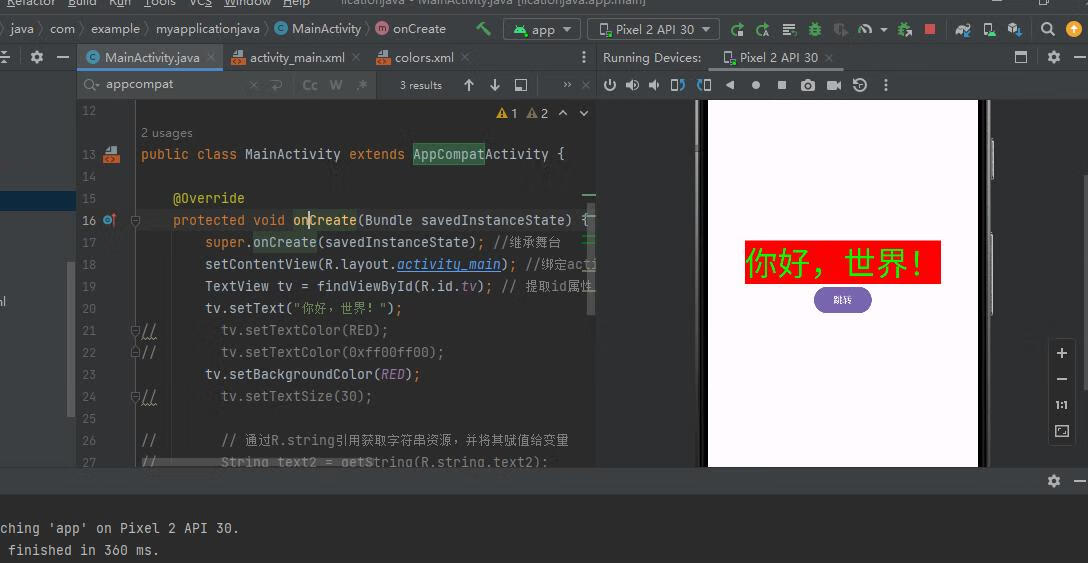 Refactor Build Run Tools VCS Window Help licationjava - MainActivity.java [licationjava.app.main]
java com example myapplicationjava MainActivity onCreate app Pixel 2 API 30
MainActivity.java activity_main.xml colors.xml Running Devices: Pixel 2 API 30
appcompat Cc W .* 3 results
12 1 2
2 usages
13 public class MainActivity extends AppCompatActivity {
14
15 @Override
16 protected void onCreate(Bundle savedInstanceState) {
17 super.onCreate(savedInstanceState); //继承舞台
18 setContentView(R.layout.activity_main); //绑定acti
19 TextView tv = findViewById(R.id.tv); // 提取id属性
20 tv.setText("你好,世界!");
21 // tv.setTextColor(RED);
22 // tv.setTextColor(0xff00ff00);
23 tv.setBackgroundColor(RED);
24 // tv.setTextSize(30);
25
26 // // 通过R.string引用获取字符串资源,并将其赋值给变量
27 // String text2 = getString(R.string.text2);
你好,世界!
跳转
1:1
ml
ching 'app' on Pixel 2 API 30.
finished in 360 ms.